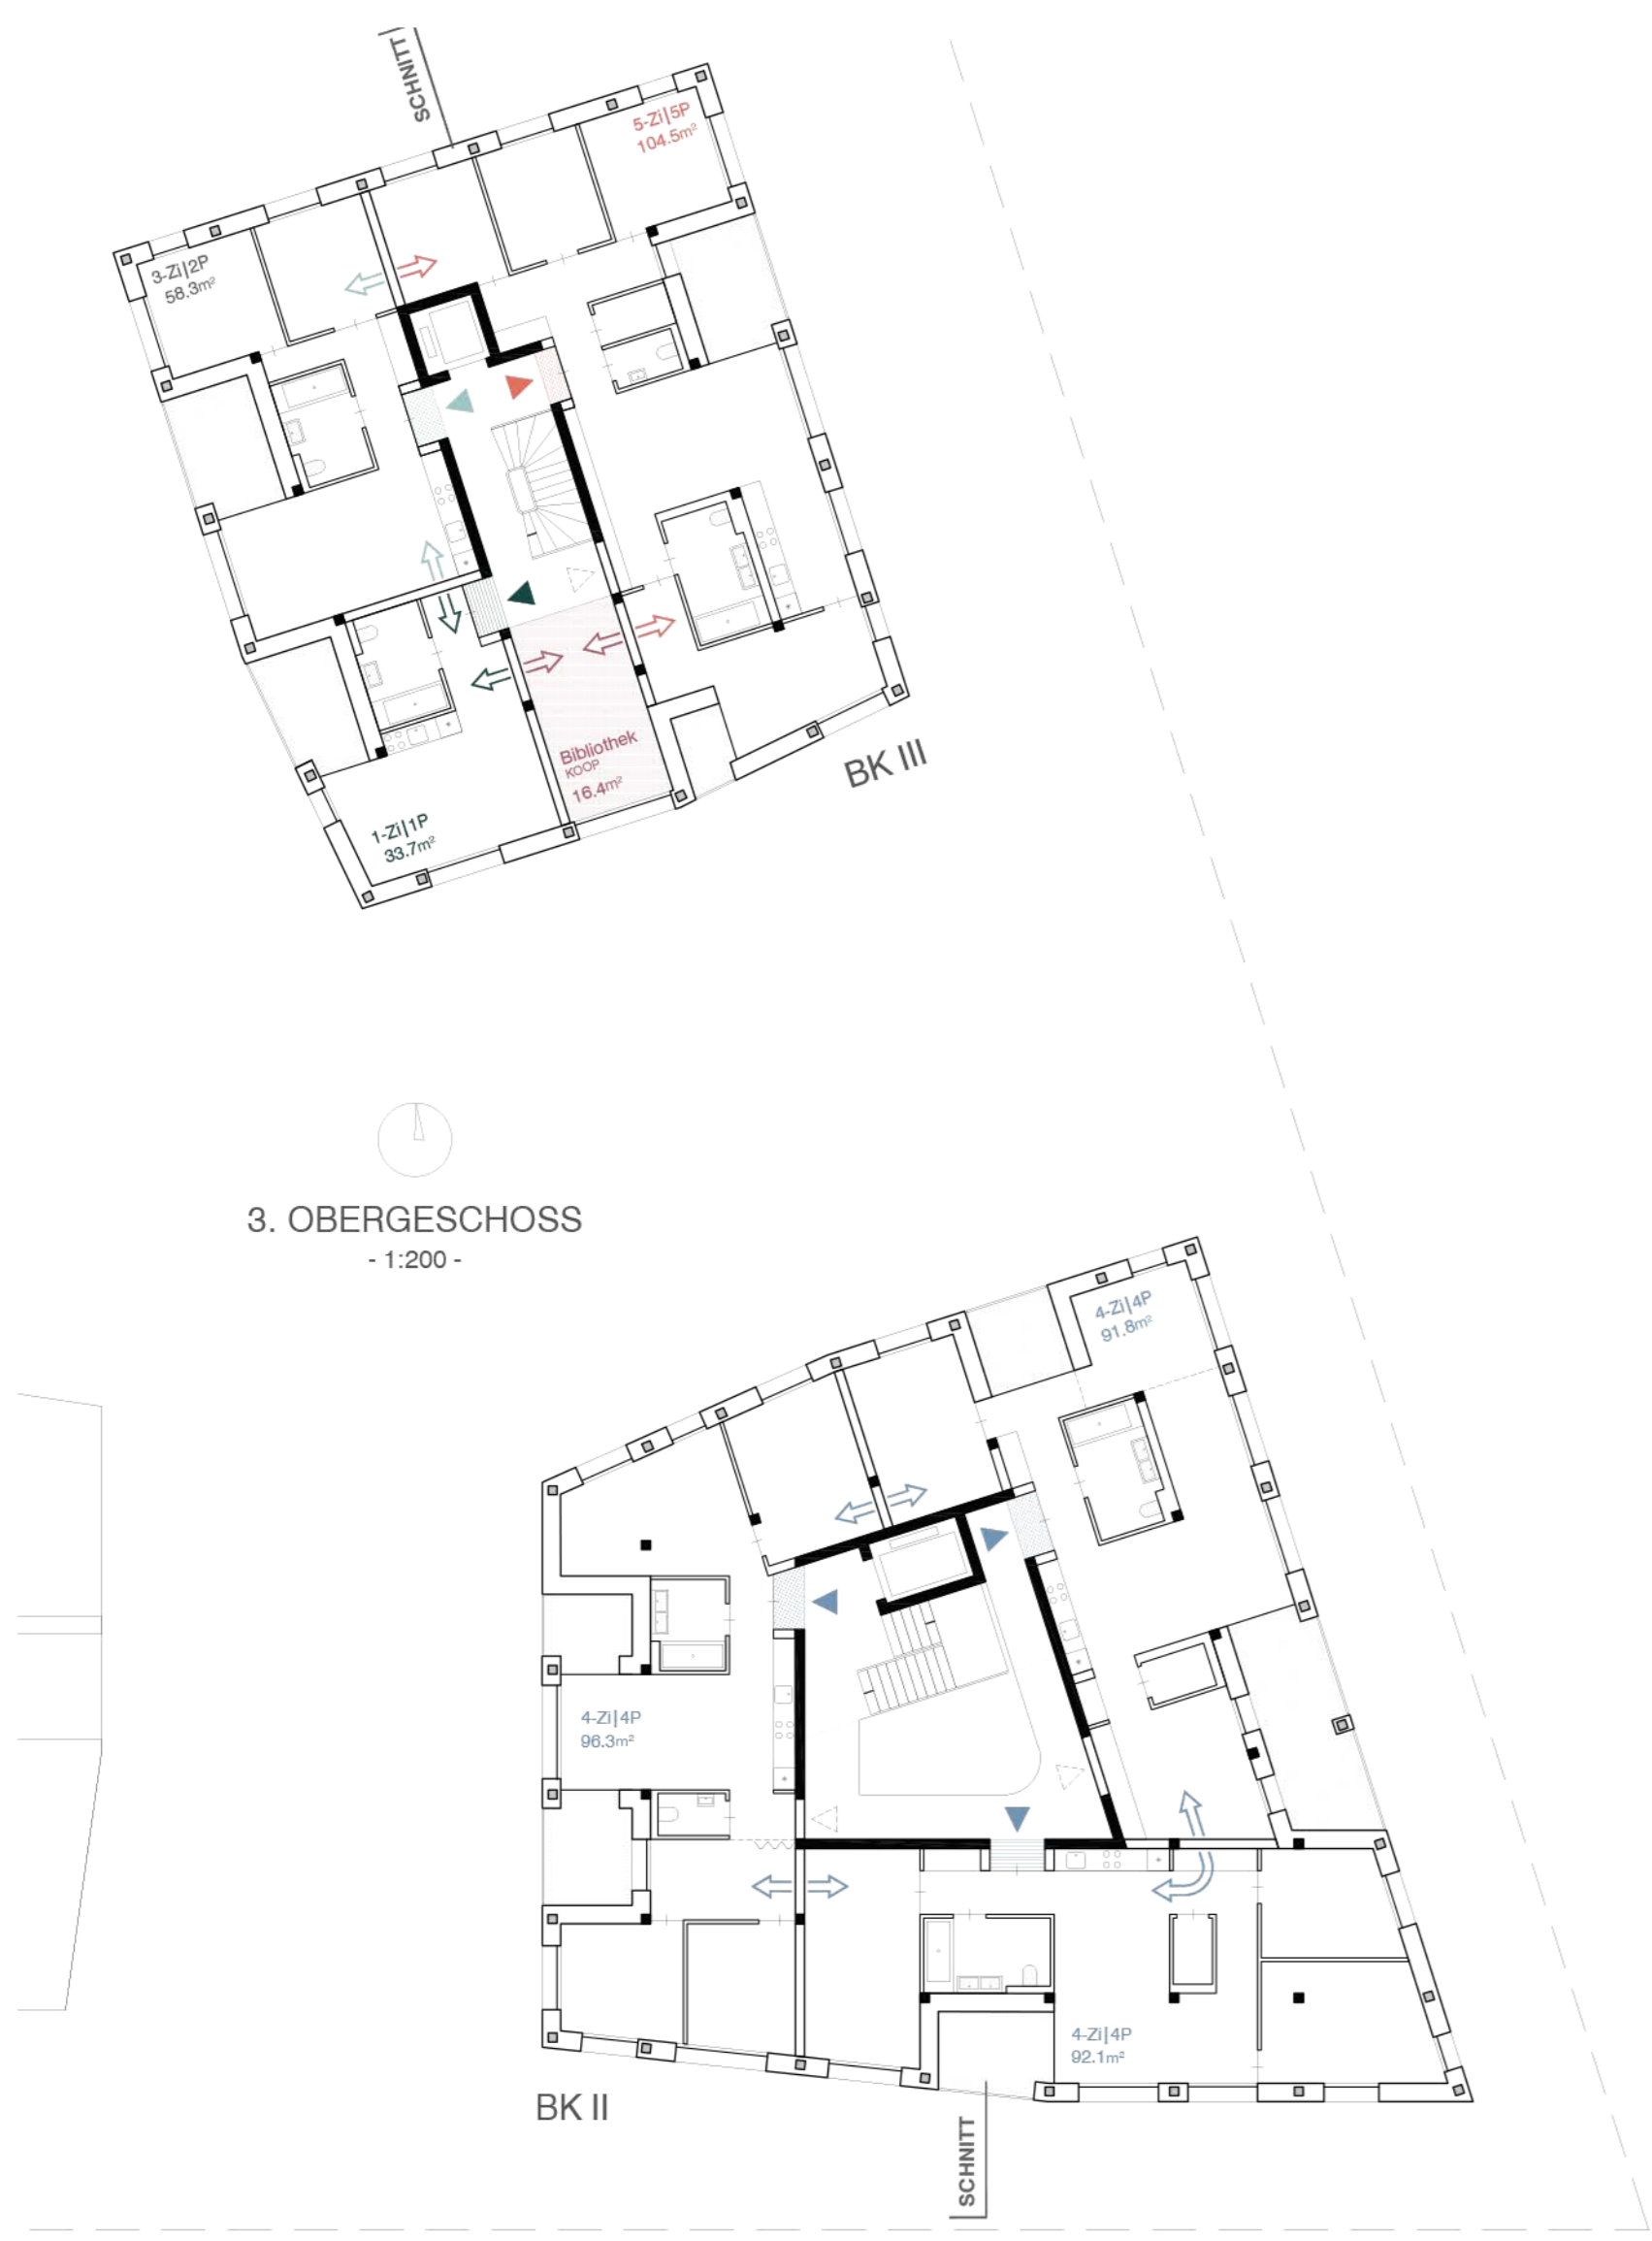 SCHNITT
5-Zi|5P
104.5m²
3-Zi|2P
58.3m²
Bibliothek
KOOP
16.4m²
BK III
1-Zi|1P
33.7m²
3. OBERGESCHOSS
- 1:200 -
4-Zi|4P
91.8m²
4-Zi|4P
96.3m²
4-Zi|4P
92.1m²
BK II
SCHNITT